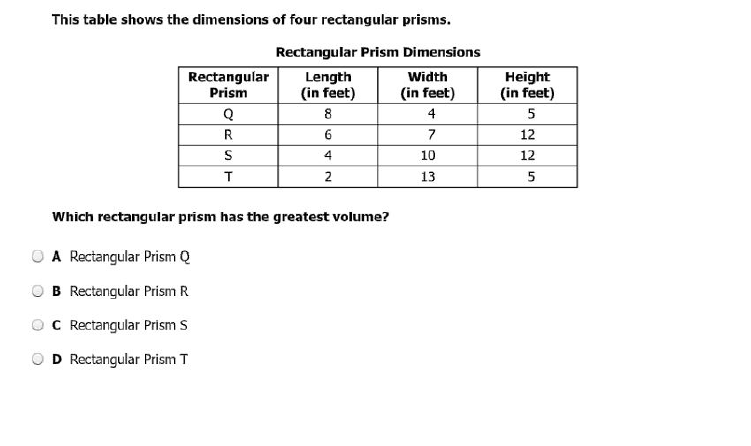 This table shows the dimensions of four rectangular prisms.
Rectangular Prism Dimensions
Rectangular Prism Length (in feet) Width (in feet) Height (in feet)
Q 8 4 5
R 6 7 12
S 4 10 12
T 2 13 5
Which rectangular prism has the greatest volume?
A Rectangular Prism Q
B Rectangular Prism R
C Rectangular Prism S
D Rectangular Prism T